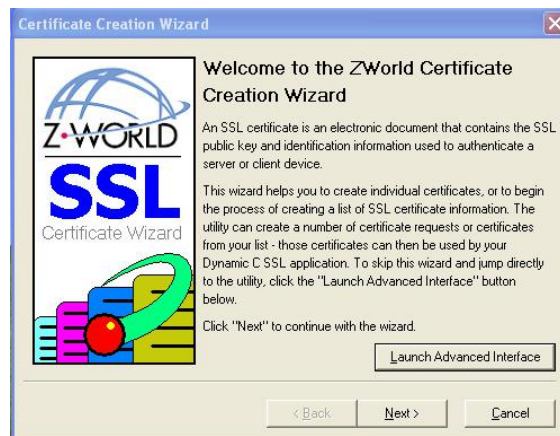 Certificate Creation Wizard
Z·WORLD
SSL
Certificate Wizard
Welcome to the ZWorld Certificate
Creation Wizard
An SSL certificate is an electronic document that contains the SSL
public key and identification information used to authenticate a
server or client device.
This wizard helps you to create individual certificates, or to begin
the process of creating a list of SSL certificate information. The
utility can create a number of certificate requests or certificates
from your list - those certificates can then be used by your
Dynamic C SSL application. To skip this wizard and jump directly
to the utility, click the "Launch Advanced Interface" button
below.
Click "Next" to continue with the wizard.
Launch Advanced Interface
< Back
Next >
Cancel